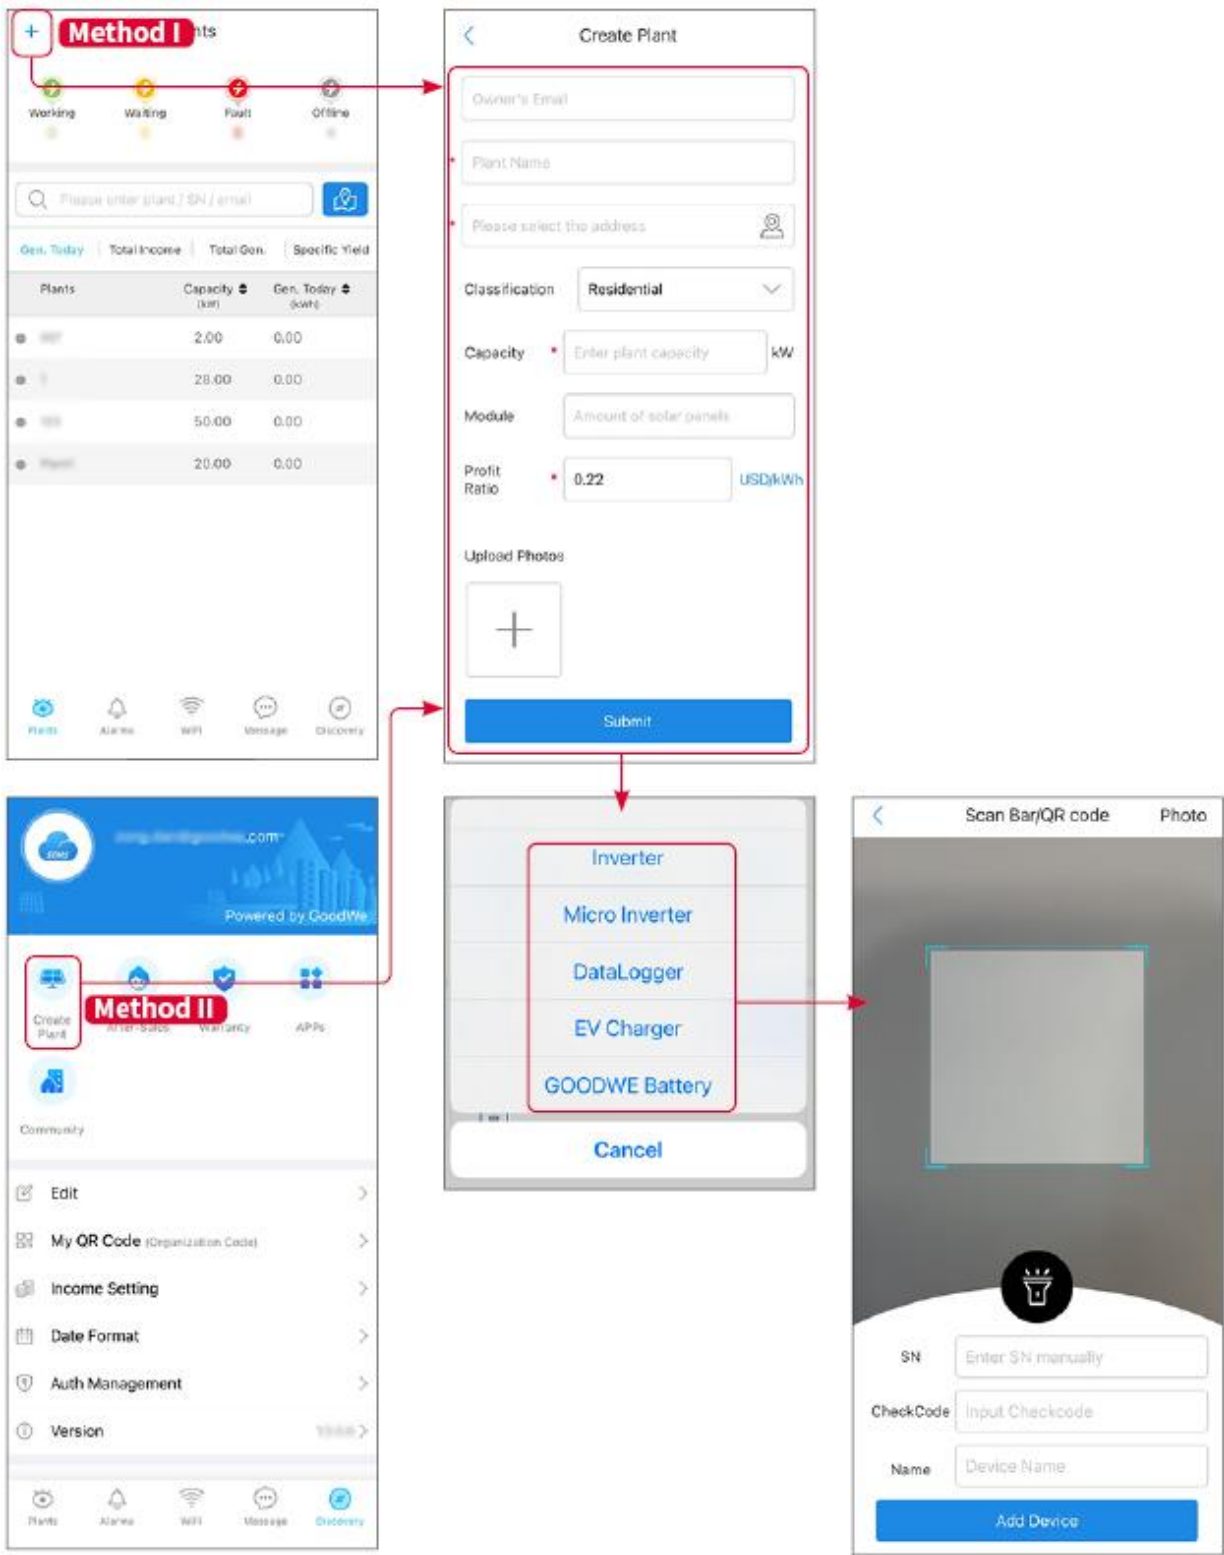 + Method I nts
Working Waiting Fault Offline
Please enter plant / SN / email
Gen. Today Total Income Total Gen. Specific Yield
Plants Capacity (kW) Gen. Today (kWh)
2.00 0.00
28.00 0.00
50.00 0.00
20.00 0.00
Plants Alarms WiFi Message Discovery
Create Plant
Owner's Email
* Plant Name
* Please select the address
Classification Residential
Capacity * Enter plant capacity kW
Module Amount of solar panels
Profit Ratio * 0.22 USD/kWh
Upload Photos
Submit
SEMS .com
Powered by GoodWe
Create Plant Method II After-Sales Warranty APPs
Community
Edit
My QR Code (Organization Code)
Income Setting
Date Format
Auth Management
Version
Plants Alarms WiFi Message Discovery
Inverter
Micro Inverter
DataLogger
EV Charger
GOODWE Battery
Cancel
Scan Bar/QR code Photo
SN Enter SN manually
CheckCode Input Checkcode
Name Device Name
Add Device